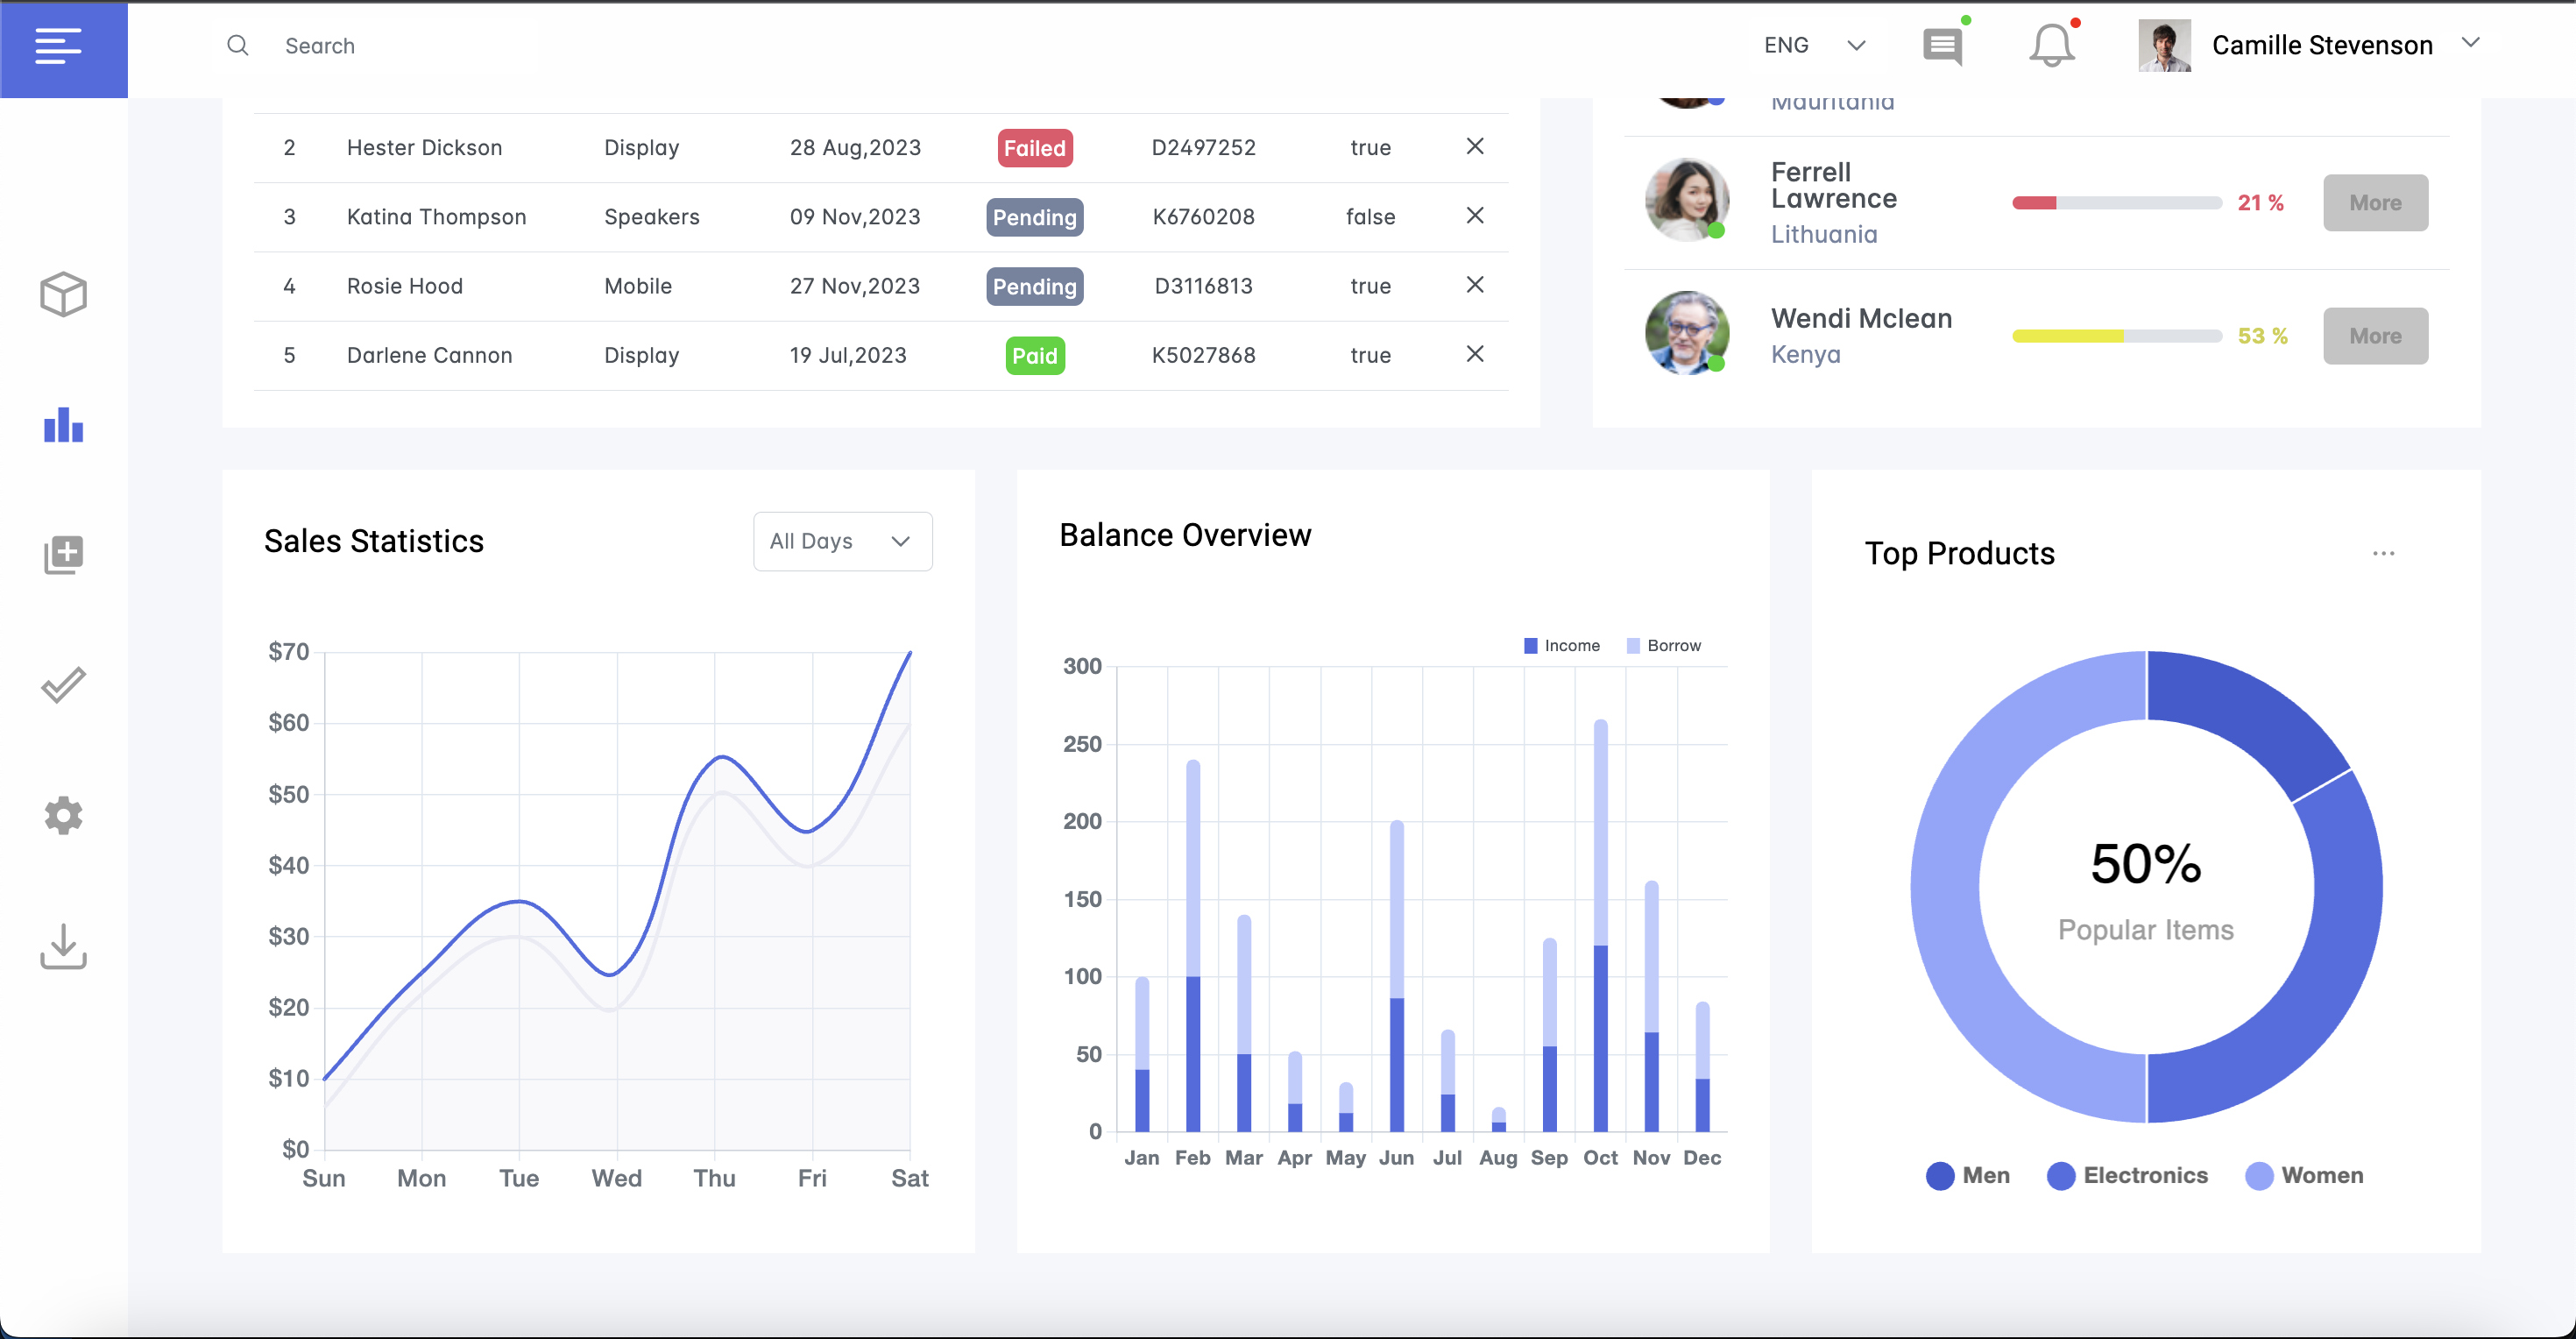 Search
ENG
Camille Stevenson
Mauritania
2 Hester Dickson Display 28 Aug,2023 Failed D2497252 true
3 Katina Thompson Speakers 09 Nov,2023 Pending K6760208 false
4 Rosie Hood Mobile 27 Nov,2023 Pending D3116813 true
5 Darlene Cannon Display 19 Jul,2023 Paid K5027868 true
Ferrell
Lawrence
Lithuania
21 %
More
Wendi Mclean
Kenya
53 %
More
Sales Statistics
All Days
$70
$60
$50
$40
$30
$20
$10
$0
Sun Mon Tue Wed Thu Fri Sat
Balance Overview
Income Borrow
300
250
200
150
100
50
0
Jan Feb Mar Apr May Jun Jul Aug Sep Oct Nov Dec
Top Products
50%
Popular Items
Men Electronics Women